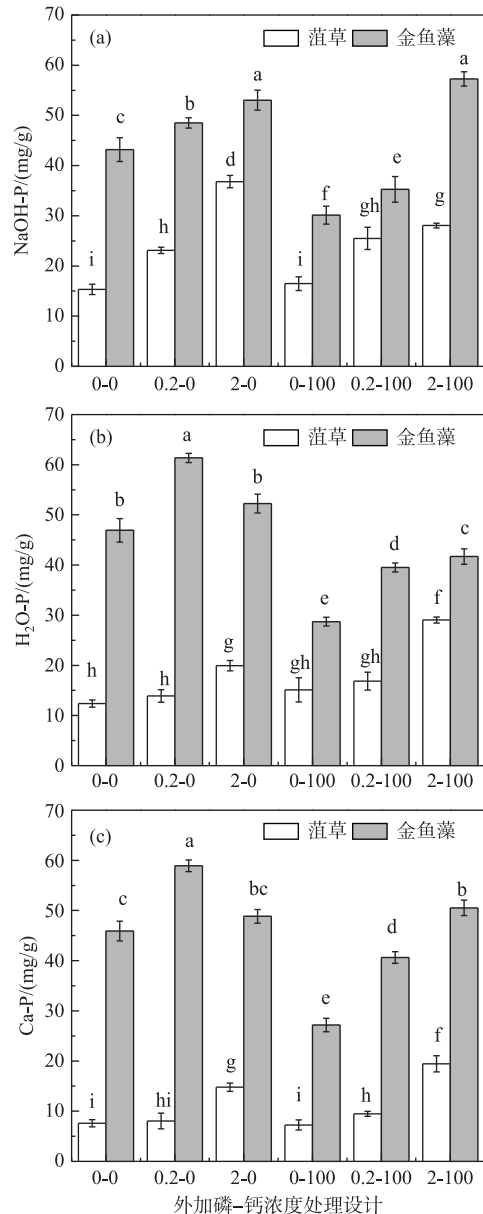 70
(a)
菹草
金鱼藻
60
a
a
50
b
c
40
d
e
NaOH-P/(mg/g)
f
30
gh
g
h
20
i
i
10
0
0-0
0.2-0
2-0
0-100
0.2-100
2-100
70
(b)
菹草
金鱼藻
a
60
b
b
50
c
d
40
H₂O-P/(mg/g)
e
f
30
g
gh
gh
20
h
h
10
0
0-0
0.2-0
2-0
0-100
0.2-100
2-100
70
(c)
菹草
金鱼藻
a
60
b
bc
c
50
d
40
Ca-P/(mg/g)
e
30
f
20
g
h
hi
i
i
10
0
0-0
0.2-0
2-0
0-100
0.2-100
2-100
外加磷–钙浓度处理设计